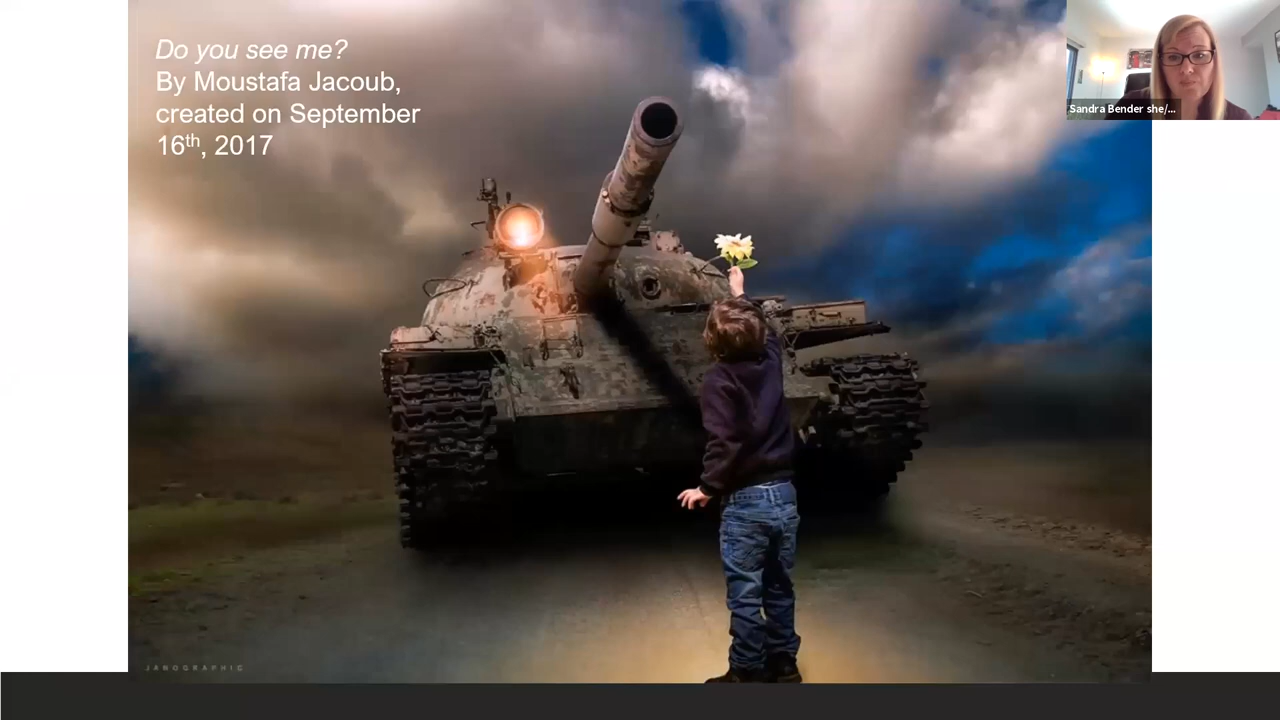 Do you see me?
By Moustafa Jacoub,
created on September
16th, 2017
Sandra Bender she/...
JABOGRAPHIC